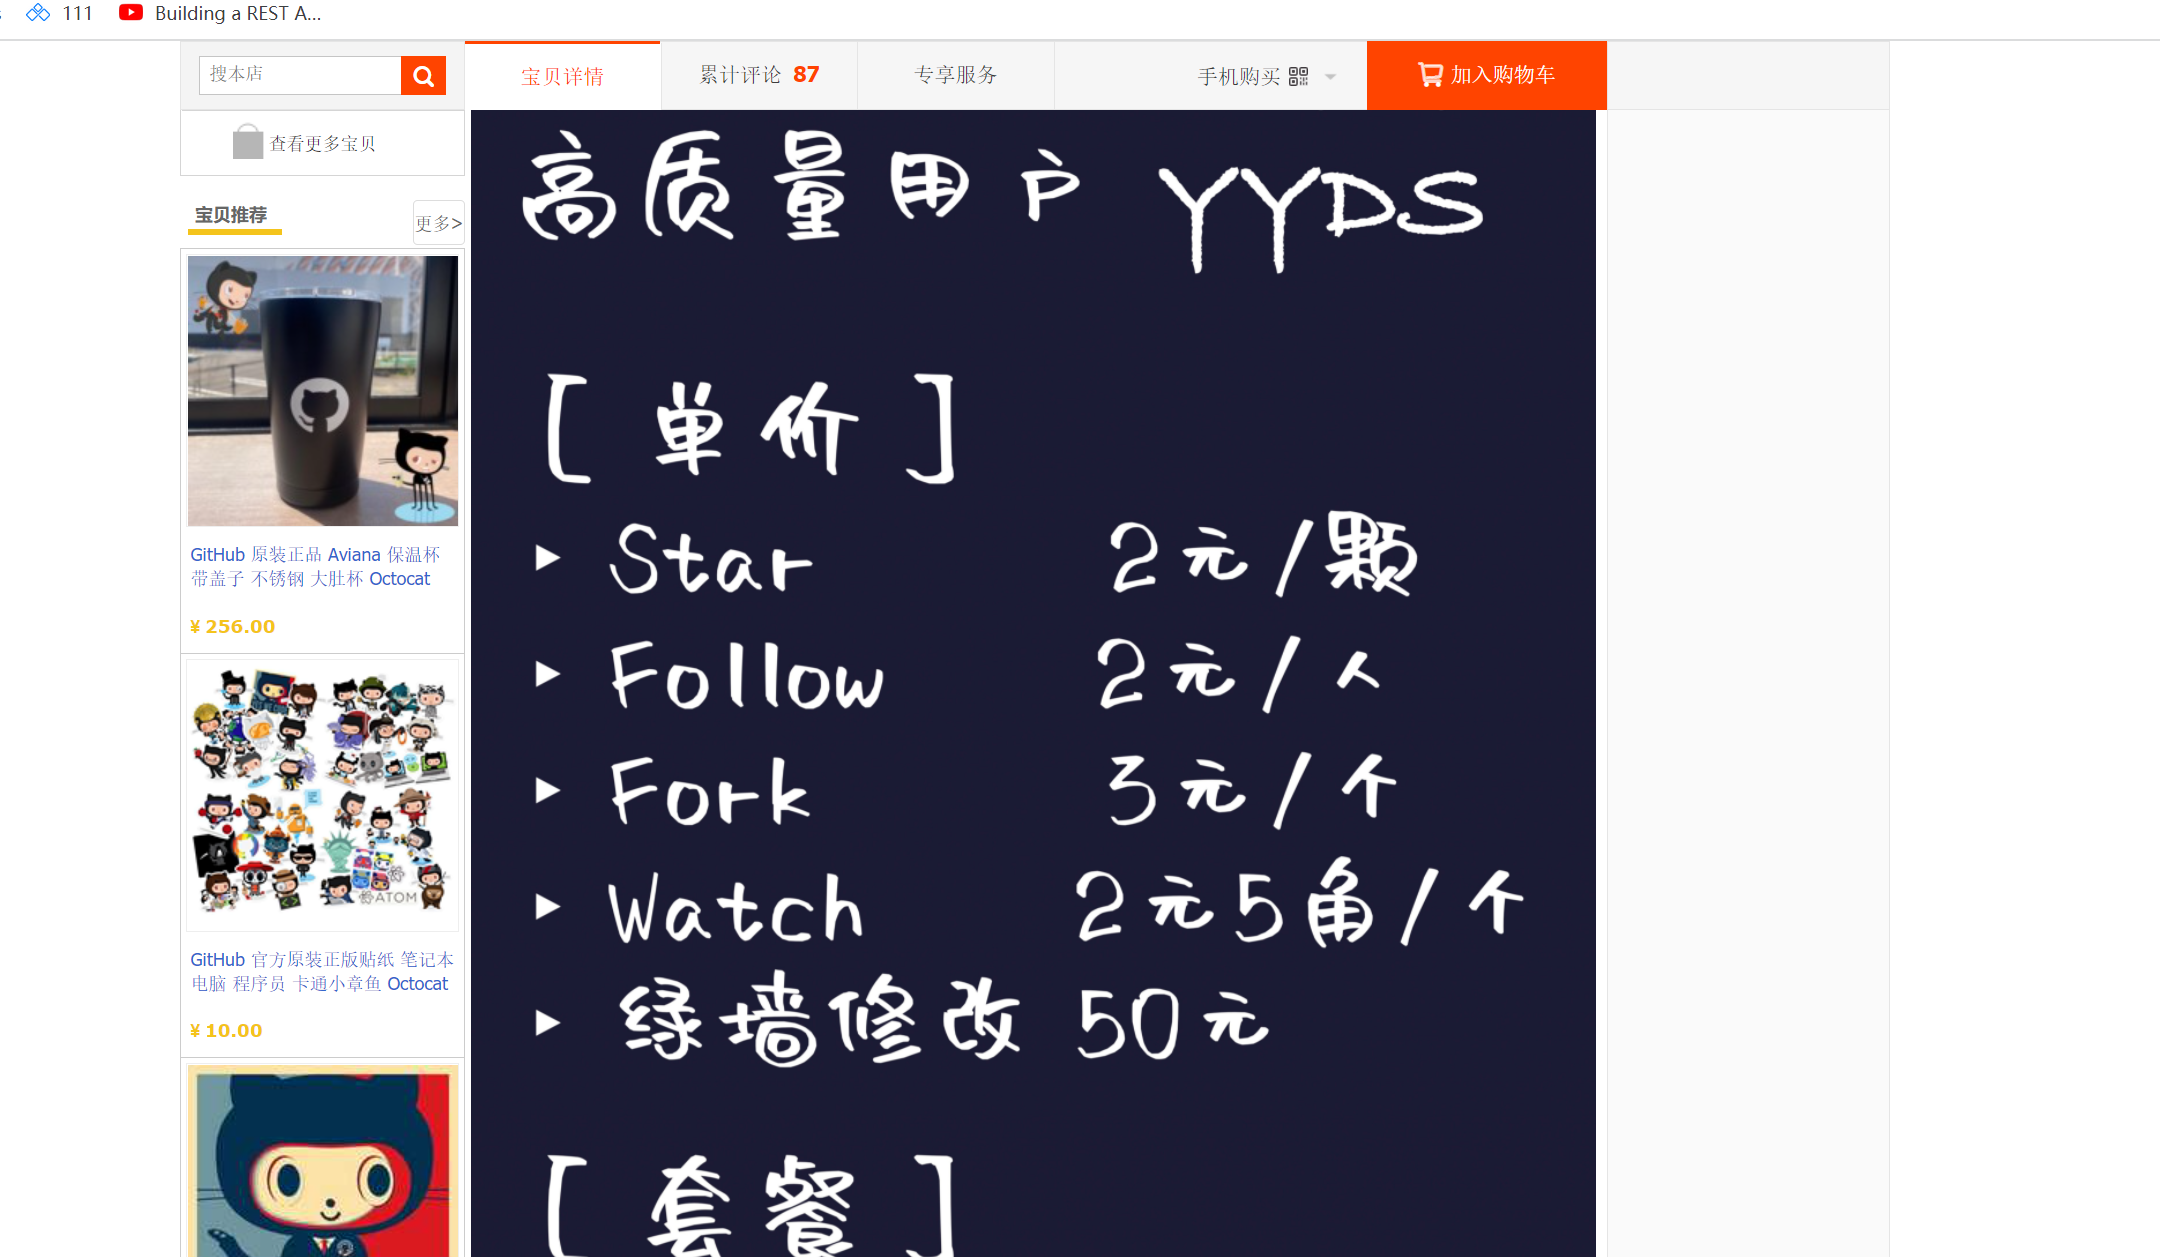 111 Building a REST A...
搜本店
宝贝详情 累计评论 87 专享服务 手机购买 加入购物车
查看更多宝贝
宝贝推荐 更多>
GitHub 原装正品 Aviana 保温杯
带盖子 不锈钢 大肚杯 Octocat
¥ 256.00
ATOM
GitHub 官方原装正版贴纸 笔记本
电脑 程序员 卡通小章鱼 Octocat
¥ 10.00
高质量用户 YYDS
[ 单价 ]
▸ Star 2元/颗
▸ Follow 2元/人
▸ Fork 3元/个
▸ Watch 2元5角/个
▸ 绿墙修改 50元
[ 套餐 ]